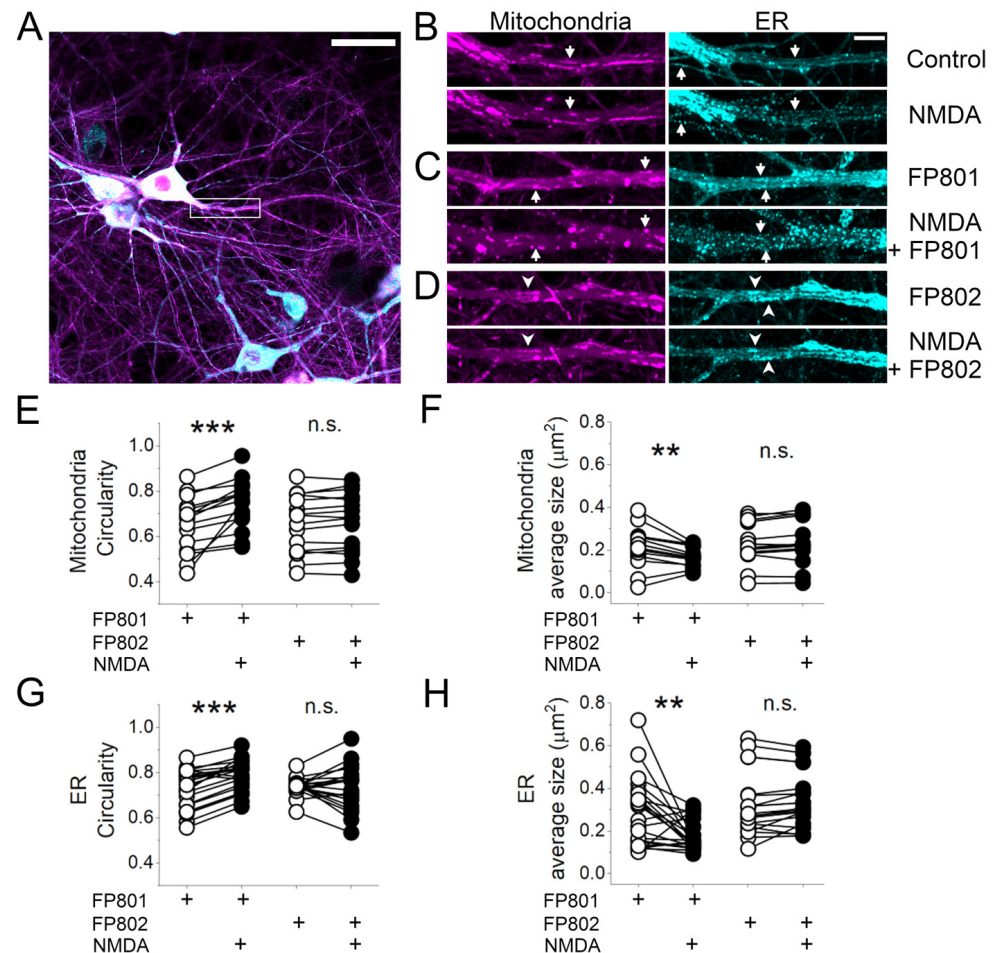 A
B
Mitochondria
ER
Control
NMDA
C
FP801
NMDA
+ FP801
D
FP802
NMDA
+ FP802
E
Mitochondria
Circularity
1.0
0.8
0.6
0.4
***
n.s.
FP801 + +
FP802 + +
NMDA + +
F
Mitochondria
average size (μm²)
0.8
0.6
0.4
0.2
0.0
**
n.s.
+ +
+ +
+ +
G
ER
Circularity
1.0
0.8
0.6
0.4
***
n.s.
FP801 + +
FP802 + +
NMDA + +
H
ER
average size (μm²)
0.8
0.6
0.4
0.2
0.0
**
n.s.
FP801 + +
FP802 + +
NMDA + +